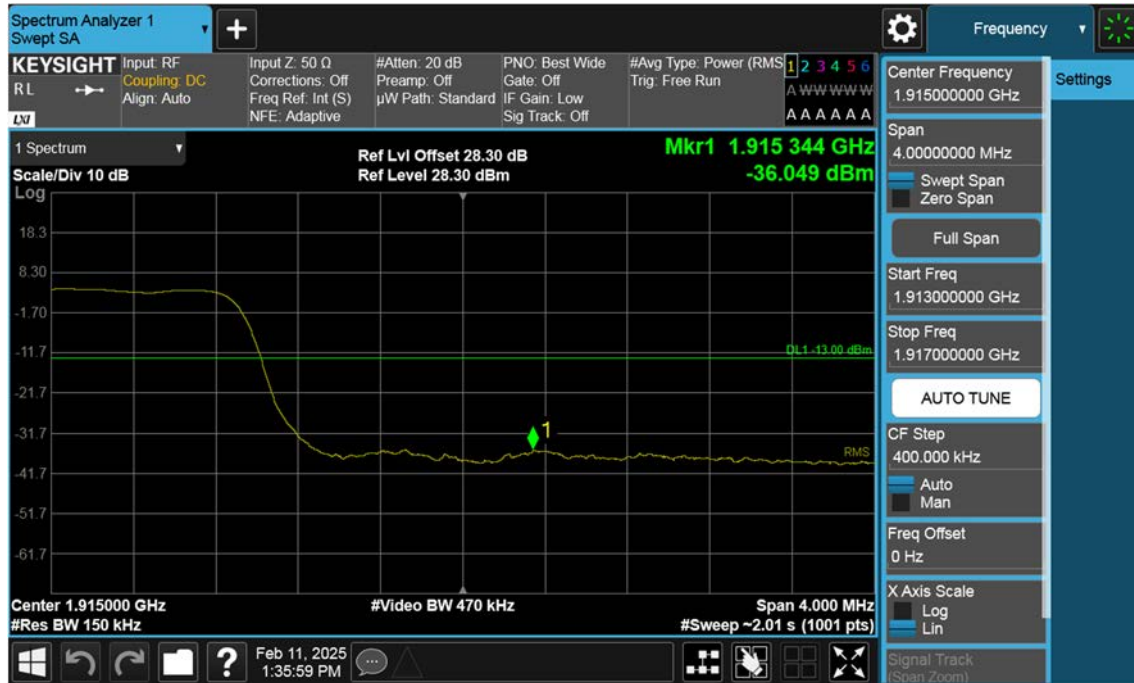 Spectrum Analyzer 1
Swept SA
Frequency
KEYSIGHT
RL
LXI
Input: RF
Coupling: DC
Align: Auto
Input Z: 50 Ω
Corrections: Off
Freq Ref: Int (S)
NFE: Adaptive
#Atten: 20 dB
Preamp: Off
µW Path: Standard
PNO: Best Wide
Gate: Off
IF Gain: Low
Sig Track: Off
#Avg Type: Power (RMS
Trig: Free Run
1 2 3 4 5 6
A W W W W W
A A A A A A
1 Spectrum
Scale/Div 10 dB
Log
Ref Lvl Offset 28.30 dB
Ref Level 28.30 dBm
Mkr1 1.915 344 GHz
-36.049 dBm
18.3
8.30
-1.70
-11.7
-21.7
-31.7
-41.7
-51.7
-61.7
DL1 -13.00 dBm
1
RMS
Center 1.915000 GHz
#Res BW 150 kHz
#Video BW 470 kHz
Span 4.000 MHz
#Sweep ~2.01 s (1001 pts)
Center Frequency
1.915000000 GHz
Settings
Span
4.00000000 MHz
Swept Span
Zero Span
Full Span
Start Freq
1.913000000 GHz
Stop Freq
1.917000000 GHz
AUTO TUNE
CF Step
400.000 kHz
Auto
Man
Freq Offset
0 Hz
X Axis Scale
Log
Lin
Signal Track
(Span Zoom)
?
Feb 11, 2025
1:35:59 PM